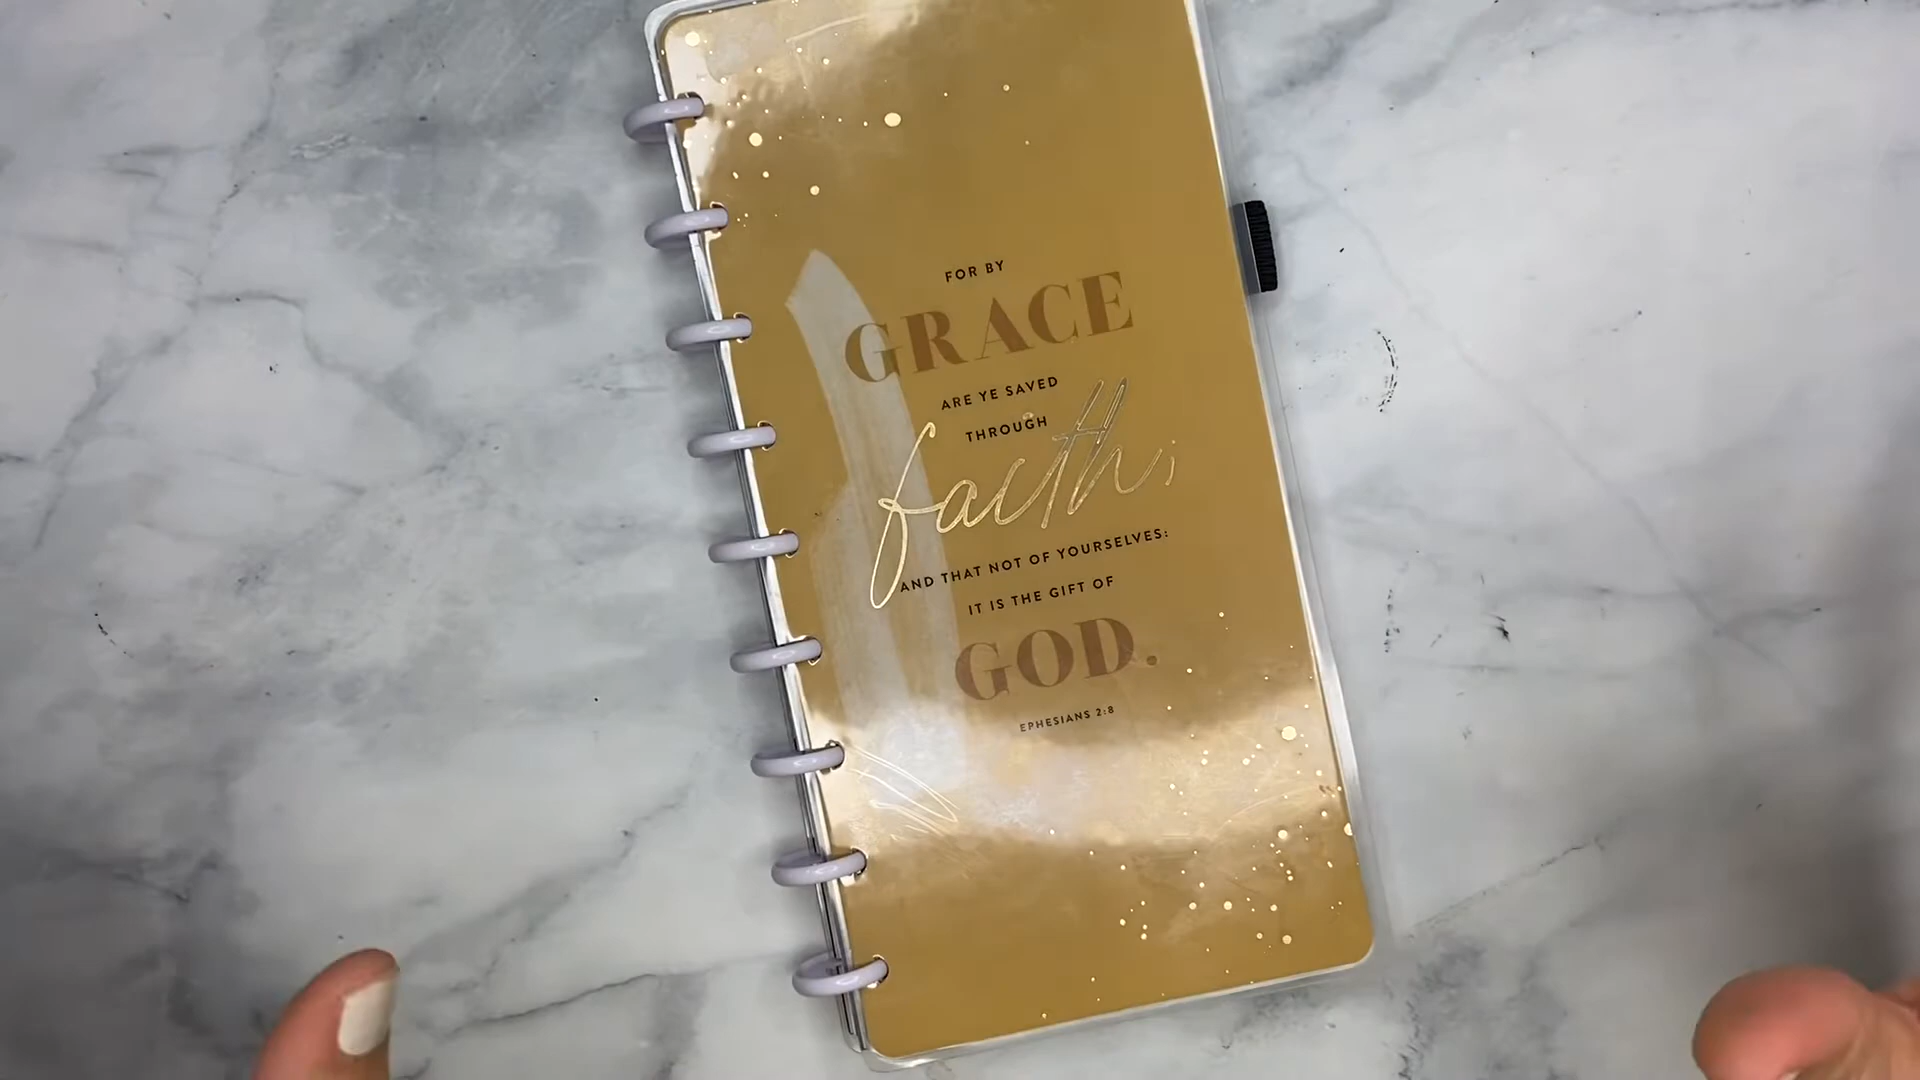 FOR BY
GRACE
ARE YE SAVED
THROUGH
faith;
AND THAT NOT OF YOURSELVES:
IT IS THE GIFT OF
GOD.
EPHESIANS 2:8